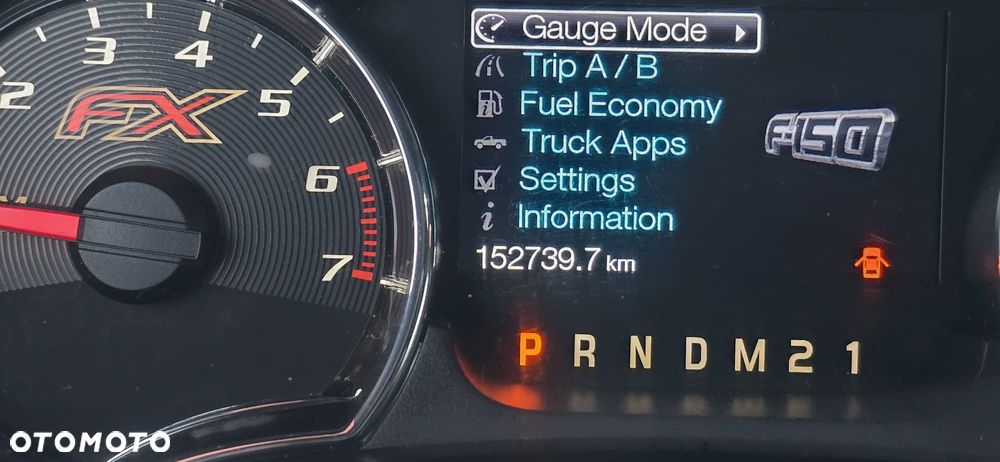 2 3 4 5 6 7
FX
Gauge Mode
Trip A / B
Fuel Economy
Truck Apps
Settings
Information
152739.7 km
F-150
P R N D M 2 1
OTOMOTO